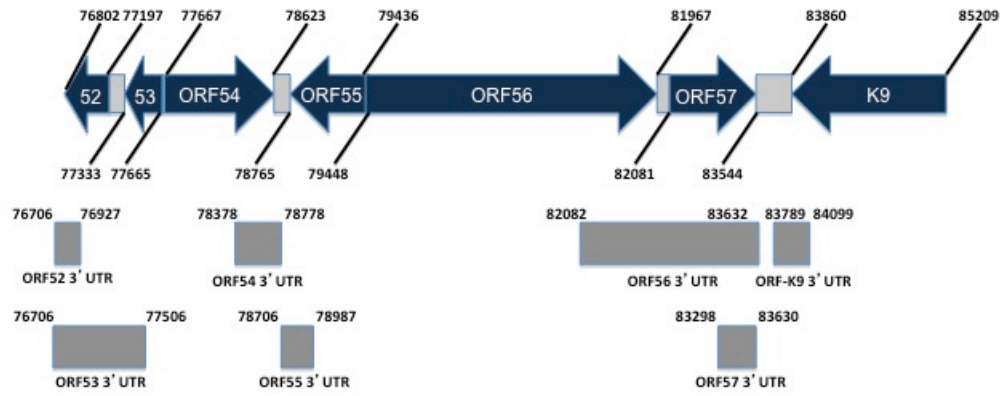 76802 77197 77667 78623 79436 81967 83860 85209
52 53 ORF54 ORF55 ORF56 ORF57 K9
77333 77665 78765 79448 82081 83544
76706 76927 78378 78778 82082 83632 83789 84099
ORF52 3' UTR ORF54 3' UTR ORF56 3' UTR ORF-K9 3' UTR
76706 77506 78706 78987 83298 83630
ORF53 3' UTR ORF55 3' UTR ORF57 3' UTR